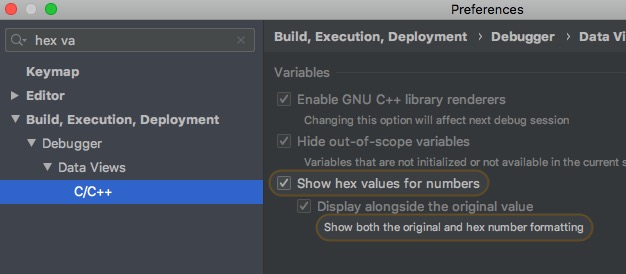 Preferences
hex va
Keymap
Editor
Build, Execution, Deployment
Debugger
Data Views
C/C++
Build, Execution, Deployment › Debugger › Data Vi
Variables
Enable GNU C++ library renderers
Changing this option will affect next debug session
Hide out-of-scope variables
Variables that are not initialized or not available in the current s
Show hex values for numbers
Display alongside the original value
Show both the original and hex number formatting